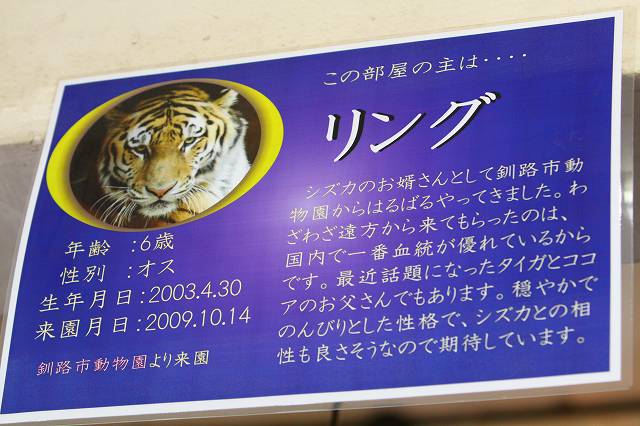 この部屋の主は・・・・
リング
シズカのお婿さんとして釧路市動
物園からはるばるやってきました。わ
ざわざ遠方から来てもらったのは、
国内で一番血統が優れているから
です。最近話題になったタイガとココ
アのお父さんでもあります。穏やかで
のんびりとした性格で、シズカとの相
性も良さそうなので期待しています。
年齢　:6歳
性別　:オス
生年月日:2003.4.30
来園月日:2009.10.14
釧路市動物園より来園